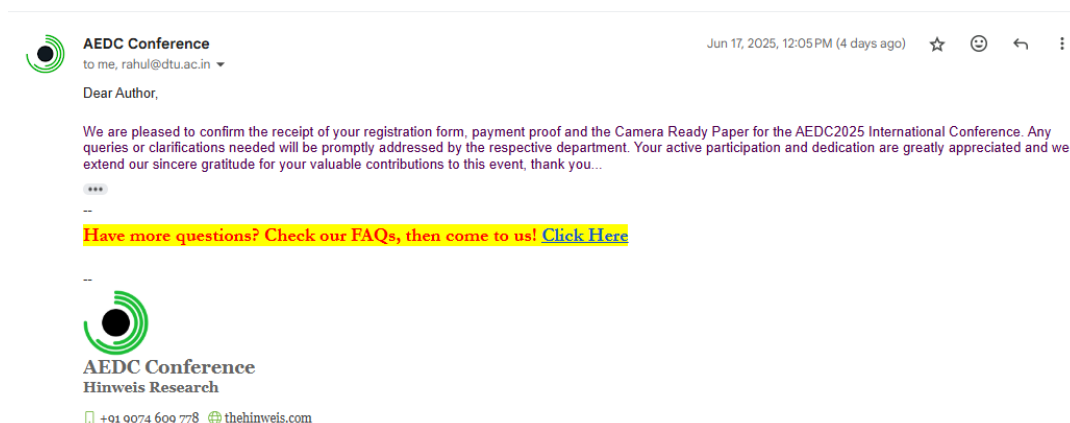 AEDC Conference
Jun 17, 2025, 12:05 PM (4 days ago)
to me, rahul@dtu.ac.in
Dear Author,
We are pleased to confirm the receipt of your registration form, payment proof and the Camera Ready Paper for the AEDC2025 International Conference. Any
queries or clarifications needed will be promptly addressed by the respective department. Your active participation and dedication are greatly appreciated and we
extend our sincere gratitude for your valuable contributions to this event, thank you...
--
Have more questions? Check our FAQs, then come to us! Click Here
--
AEDC Conference
Hinweis Research
+91 9074 609 778 thehinweis.com